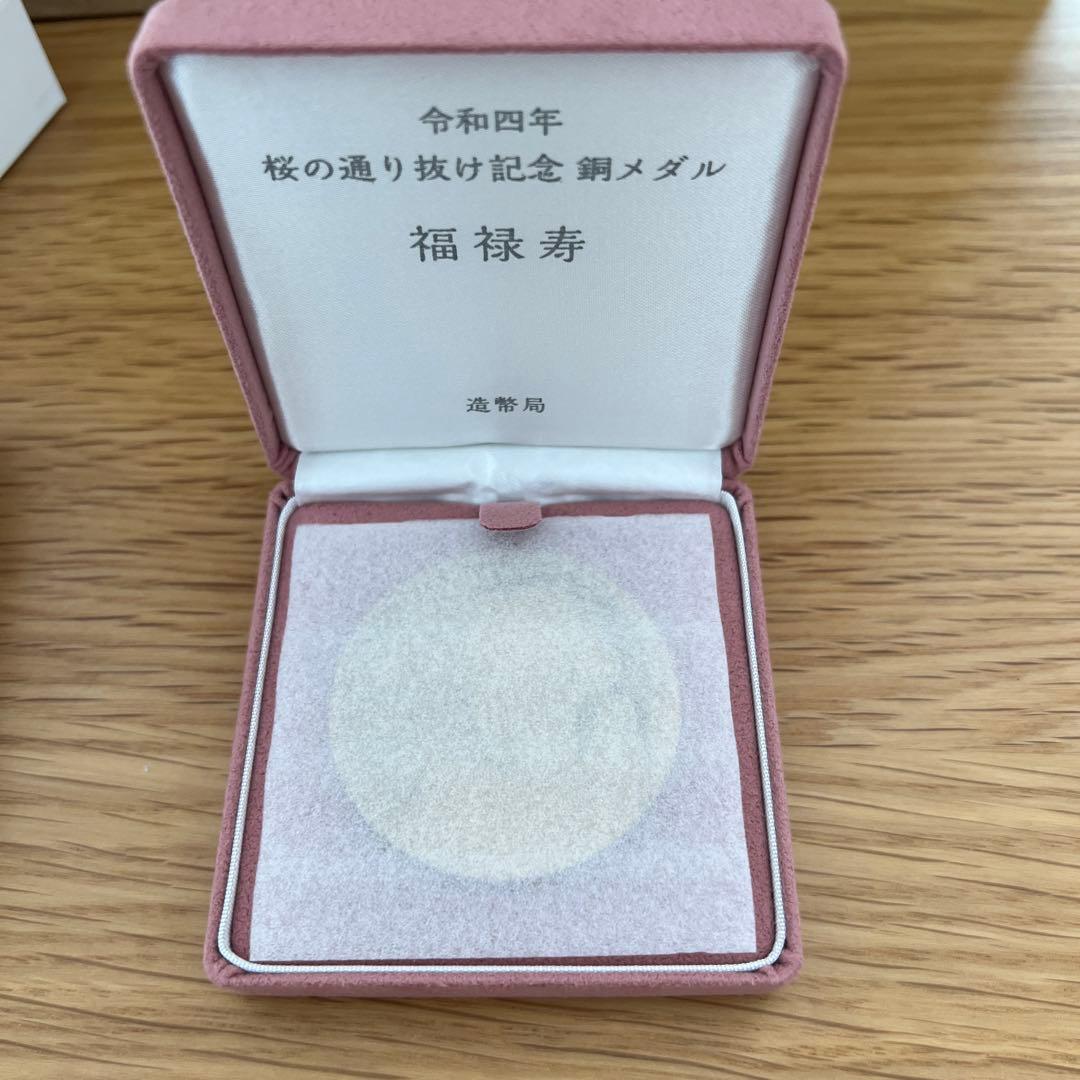 令和四年
桜の通り抜け記念 銅メダル
福禄寿
造幣局